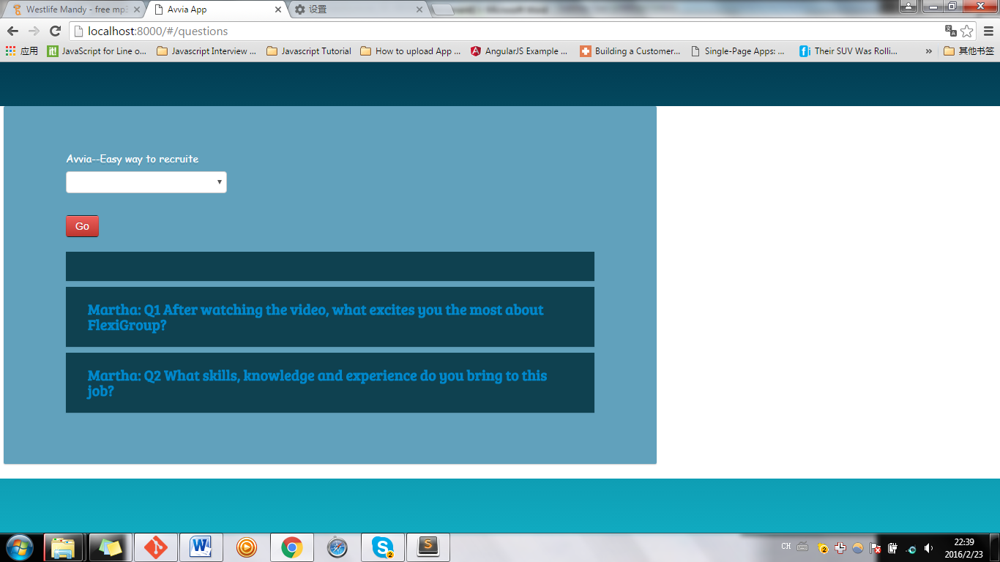 Westlife Mandy - free mp3
Avvia App
设置
localhost:8000/#/questions
应用
JavaScript for Line o...
Javascript Interview ...
Javascript Tutorial
How to upload App ...
AngularJS Example ...
Building a Customer...
Single-Page Apps: ...
Their SUV Was Rolli...
»
其他书签
Avvia--Easy way to recruite
Go
Martha: Q1 After watching the video, what excites you the most about
FlexiGroup?
Martha: Q2 What skills, knowledge and experience do you bring to this
job?
CH
22:39
2016/2/23